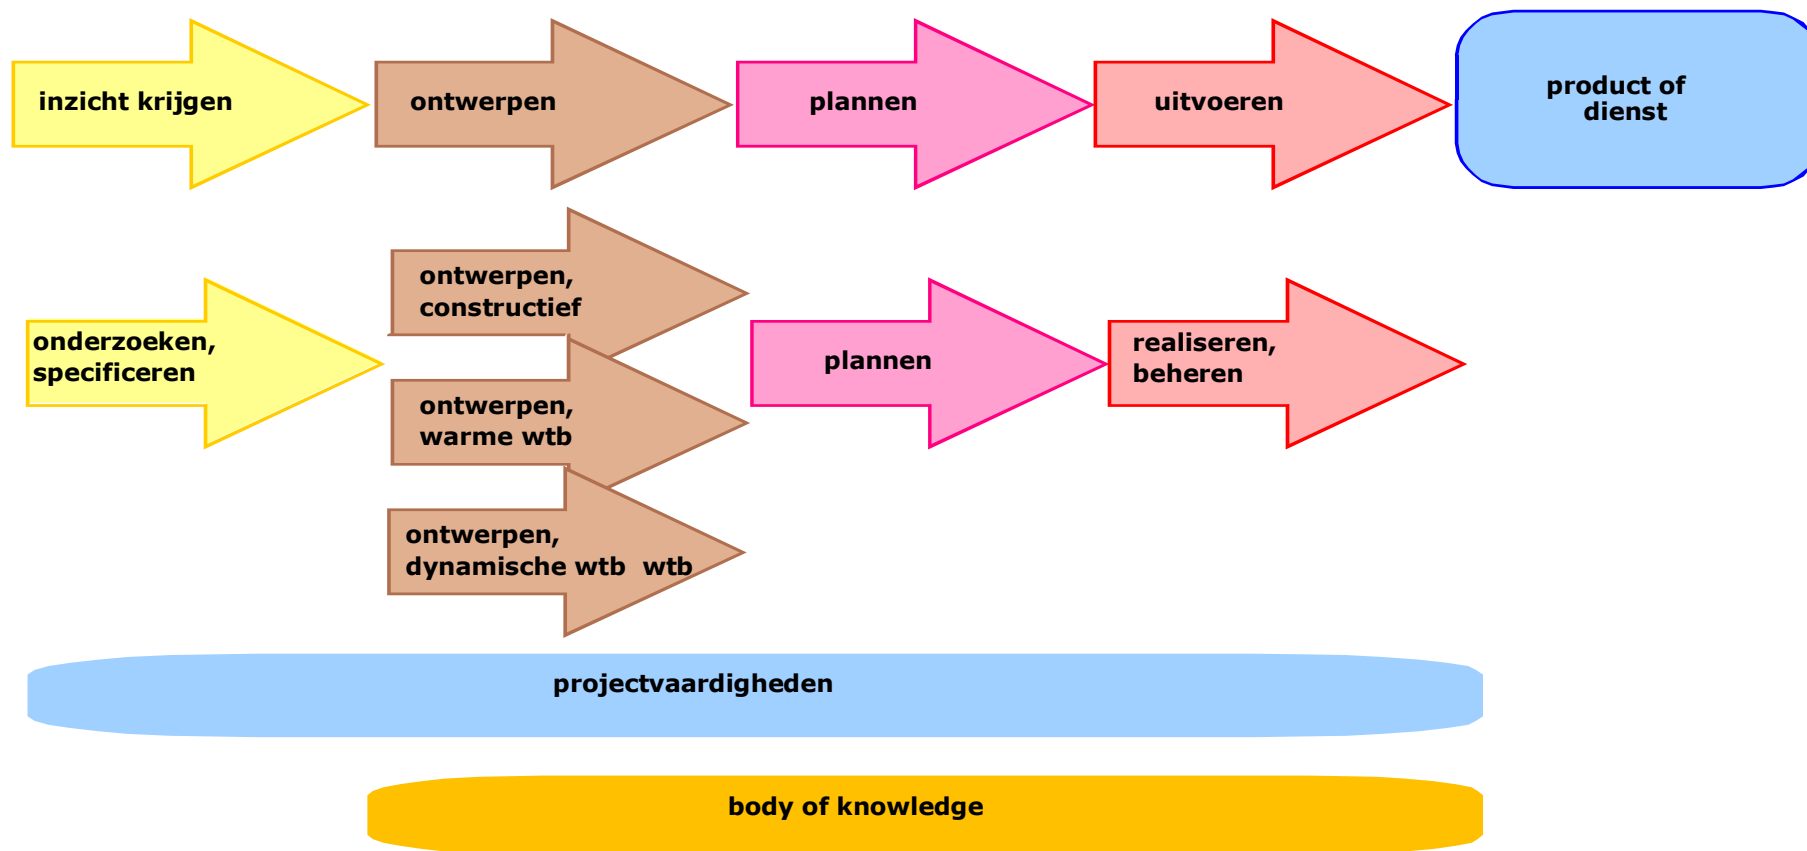 inzicht krijgen
ontwerpen
plannen
uitvoeren
product of
dienst
onderzoeken,
specificeren
ontwerpen,
constructief
ontwerpen,
warme wtb
ontwerpen,
dynamische wtb  wtb
plannen
realiseren,
beheren
projectvaardigheden
body of knowledge